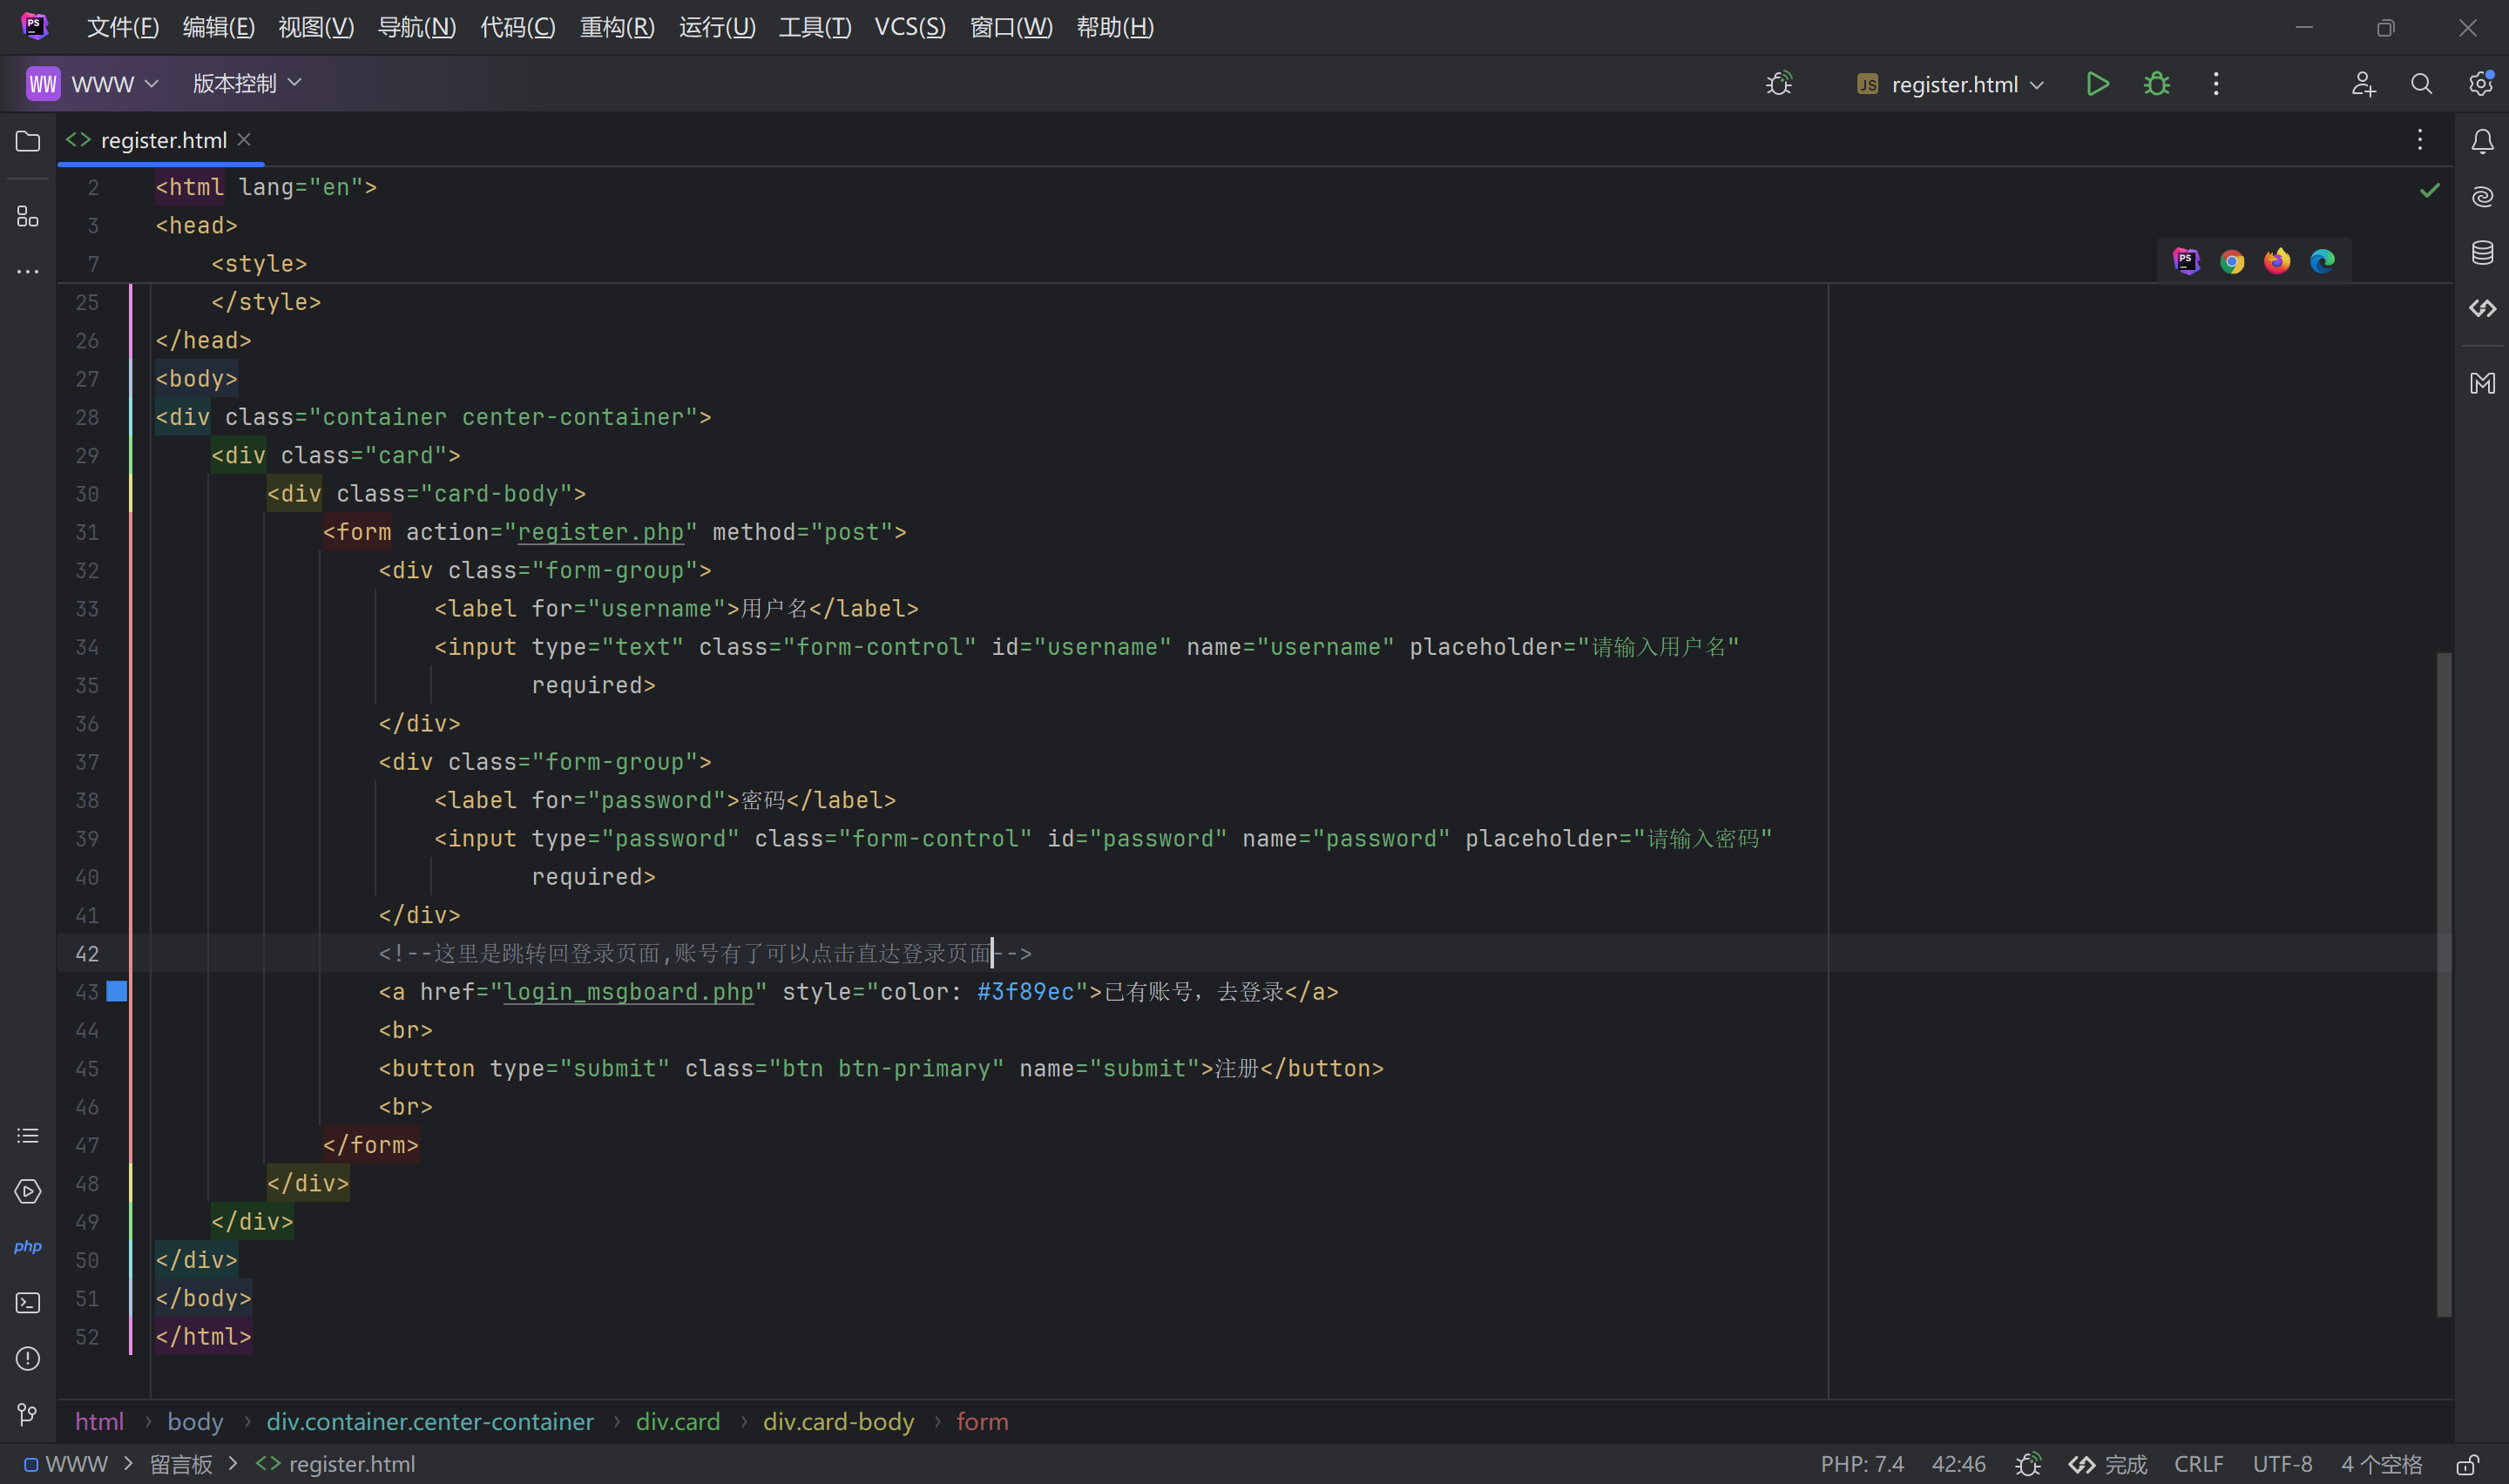 文件(F) 编辑(E) 视图(V) 导航(N) 代码(C) 重构(R) 运行(U) 工具(T) VCS(S) 窗口(W) 帮助(H)
WW WWW 版本控制 JS register.html
<> register.html
2 <html lang="en">
3 <head>
7     <style>
25     </style>
26 </head>
27 <body>
28 <div class="container center-container">
29     <div class="card">
30         <div class="card-body">
31             <form action="register.php" method="post">
32                 <div class="form-group">
33                     <label for="username">用户名</label>
34                     <input type="text" class="form-control" id="username" name="username" placeholder="请输入用户名"
35                            required>
36                 </div>
37                 <div class="form-group">
38                     <label for="password">密码</label>
39                     <input type="password" class="form-control" id="password" name="password" placeholder="请输入密码"
40                            required>
41                 </div>
42                 <!--这里是跳转回登录页面,账号有了可以点击直达登录页面-->
43                 <a href="login_msgboard.php" style="color: #3f89ec">已有账号，去登录</a>
44                 <br>
45                 <button type="submit" class="btn btn-primary" name="submit">注册</button>
46                 <br>
47             </form>
48         </div>
49     </div>
50 </div>
51 </body>
52 </html>
php
html › body › div.container.center-container › div.card › div.card-body › form
WWW > 留言板 > <> register.html PHP: 7.4 42:46 完成 CRLF UTF-8 4 个空格